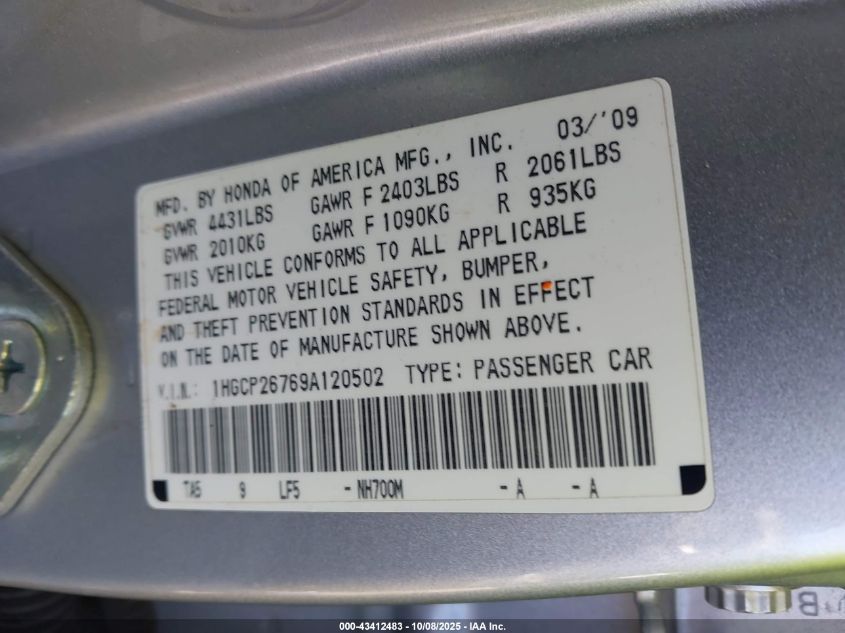 MFD. BY HONDA OF AMERICA MFG., INC. 03/'09
GVWR 4431LBS GAWR F 2403LBS R 2061LBS
GVWR 2010KG GAWR F 1090KG R 935KG
THIS VEHICLE CONFORMS TO ALL APPLICABLE
FEDERAL MOTOR VEHICLE SAFETY, BUMPER,
AND THEFT PREVENTION STANDARDS IN EFFECT
ON THE DATE OF MANUFACTURE SHOWN ABOVE.
V.I.N.: 1HGCP26769A120502 TYPE: PASSENGER CAR
TA5 9 LF5 -NH700M -A -A
B
000-43412483 - 10/08/2025 - IAA Inc.